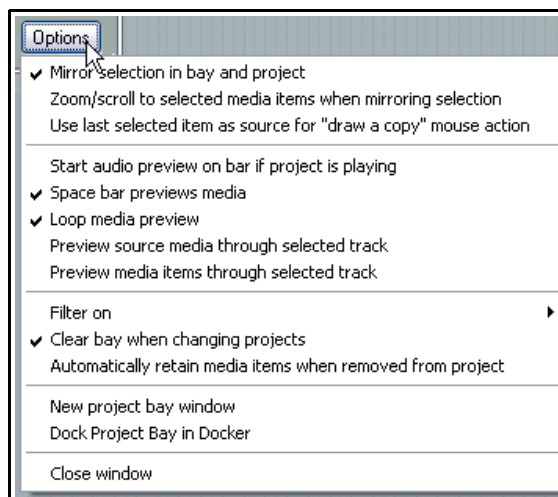 Options
Mirror selection in bay and project
Zoom/scroll to selected media items when mirroring selection
Use last selected item as source for "draw a copy" mouse action
Start audio preview on bar if project is playing
Space bar previews media
Loop media preview
Preview source media through selected track
Preview media items through selected track
Filter on
Clear bay when changing projects
Automatically retain media items when removed from project
New project bay window
Dock Project Bay in Docker
Close window